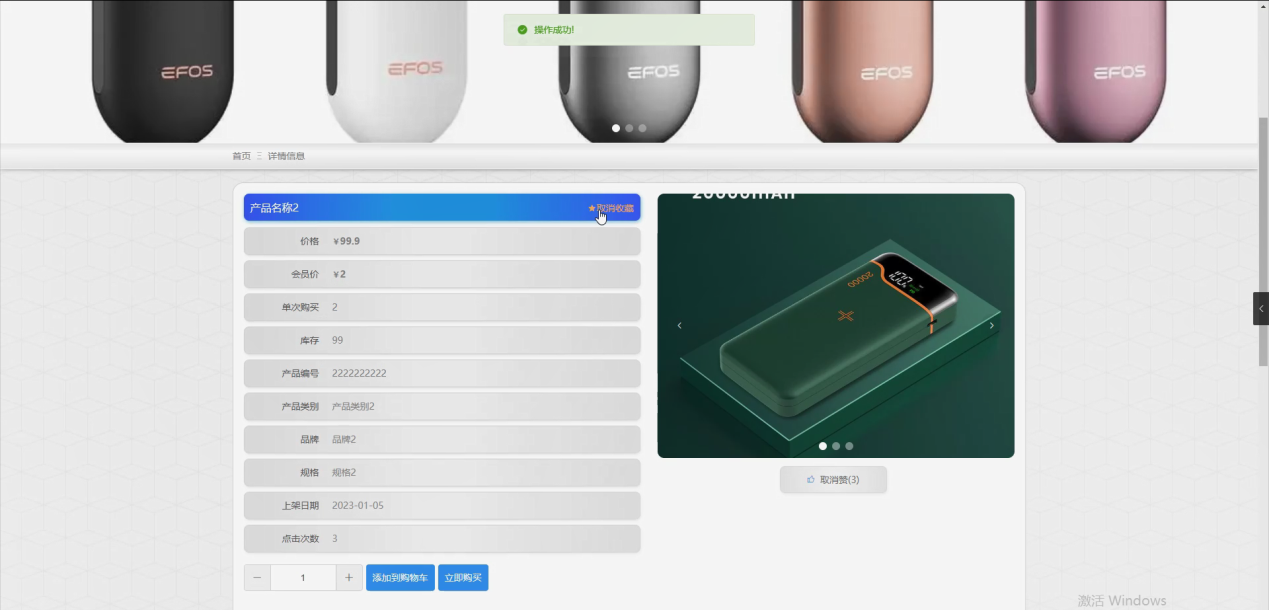 操作成功!
EFOS
EFOS
EFOS
EFOS
EFOS
首页 三 详情信息
产品名称2
★取消收藏
价格 ￥99.9
会员价 ￥2
单次购买 2
库存 99
产品编号 2222222222
产品类别 产品类别2
品牌 品牌2
规格 规格2
上架日期 2023-01-05
点击次数 3
− 1 +
添加到购物车
立即购买
20000mAh
20000
取消赞(3)
激活 Windows